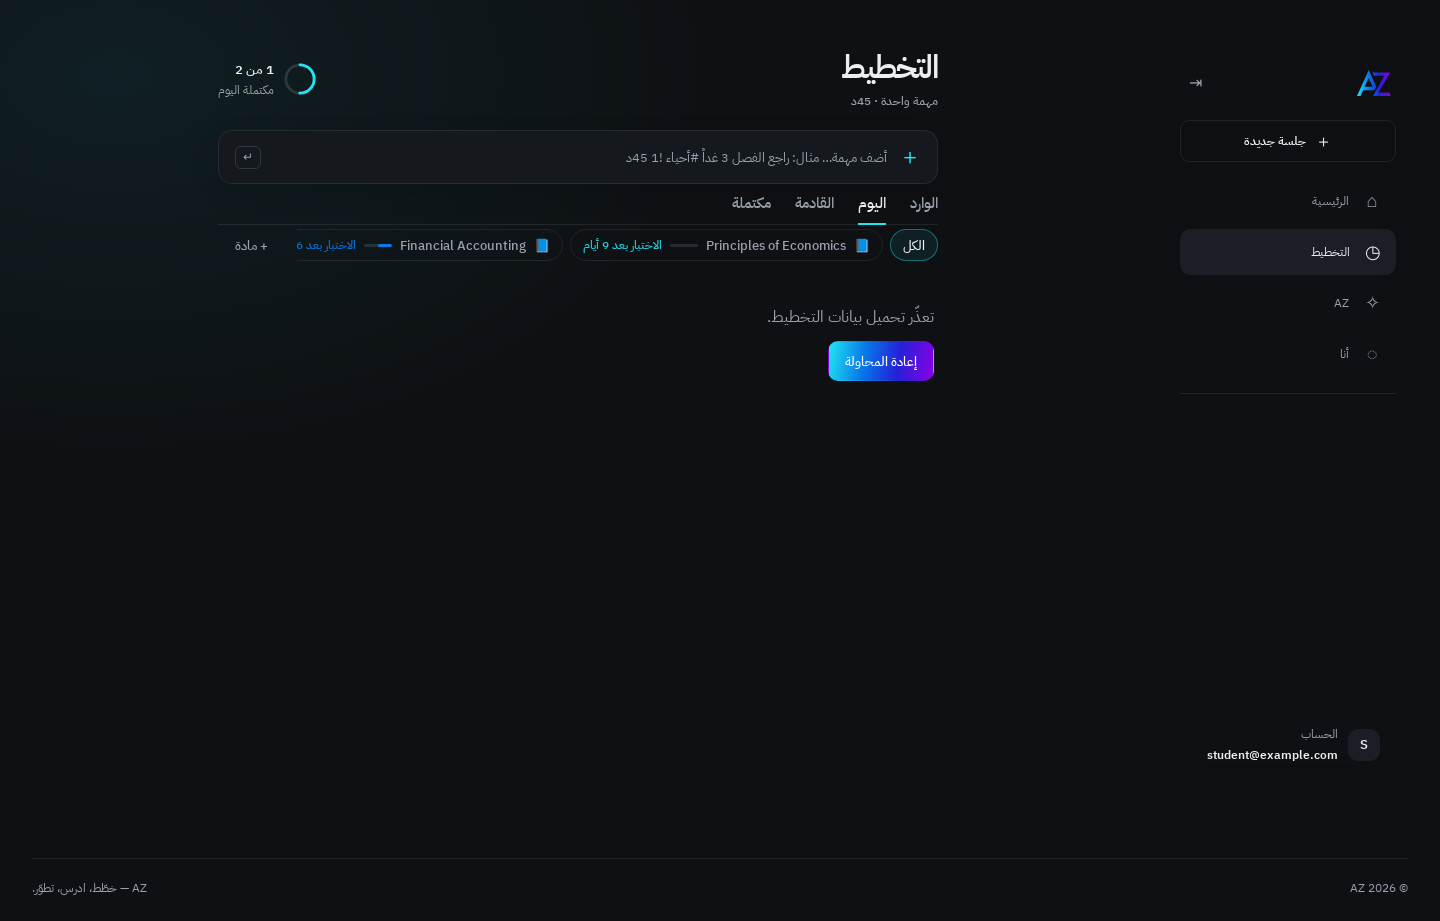 AZ
جلسة جديدة
الرئيسية
التخطيط
AZ
أنا
الحساب
S
student@example.com
التخطيط
مهمة واحدة · 45د
1 من 2
مكتملة اليوم
أضف مهمة... مثال: راجع الفصل 3 غداً #أحياء !1 45د
الوارد اليوم القادمة مكتملة
الكل
Principles of Economics الاختبار بعد 9 أيام
Financial Accounting الاختبار بعد 6
+ مادة
تعذّر تحميل بيانات التخطيط.
إعادة المحاولة
© 2026 AZ
AZ — خطّط، ادرس، تطوّر.